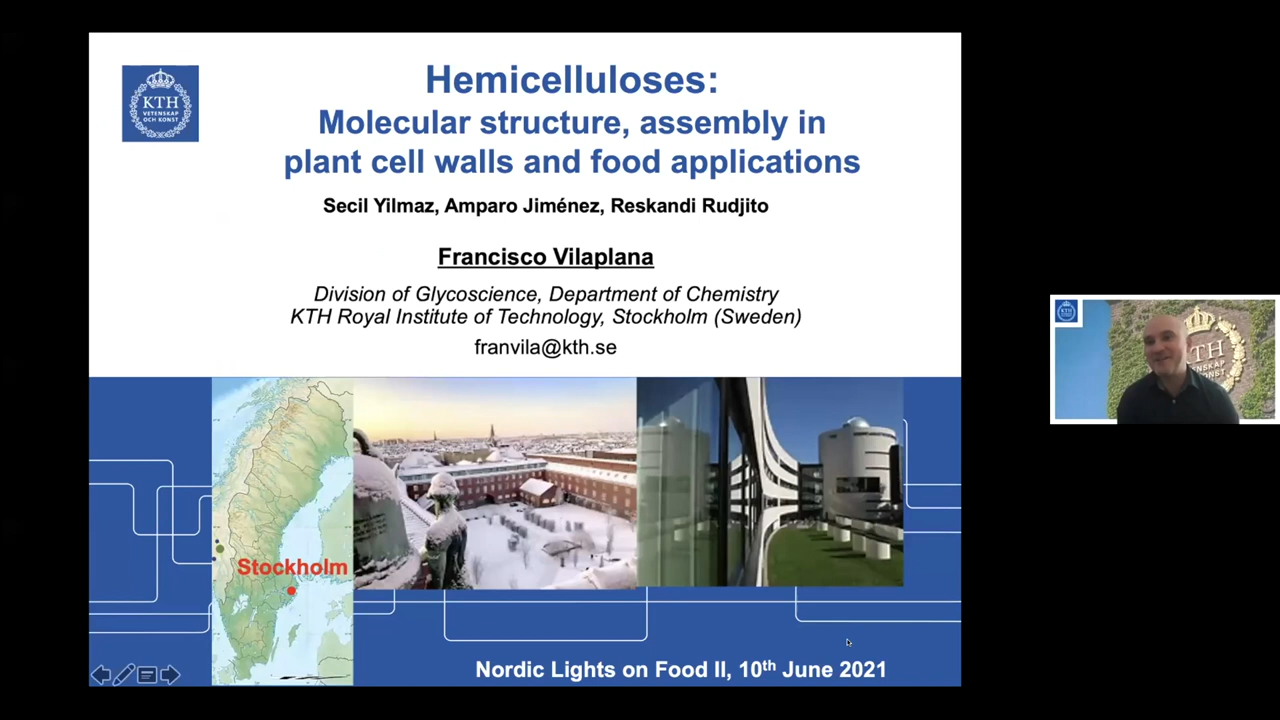 KTH
VETENSKAP
OCH KONST
Hemicelluloses:
Molecular structure, assembly in
plant cell walls and food applications
Secil Yilmaz, Amparo Jiménez, Reskandi Rudjito
Francisco Vilaplana
Division of Glycoscience, Department of Chemistry
KTH Royal Institute of Technology, Stockholm (Sweden)
franvila@kth.se
Stockholm
Nordic Lights on Food II, 10th June 2021